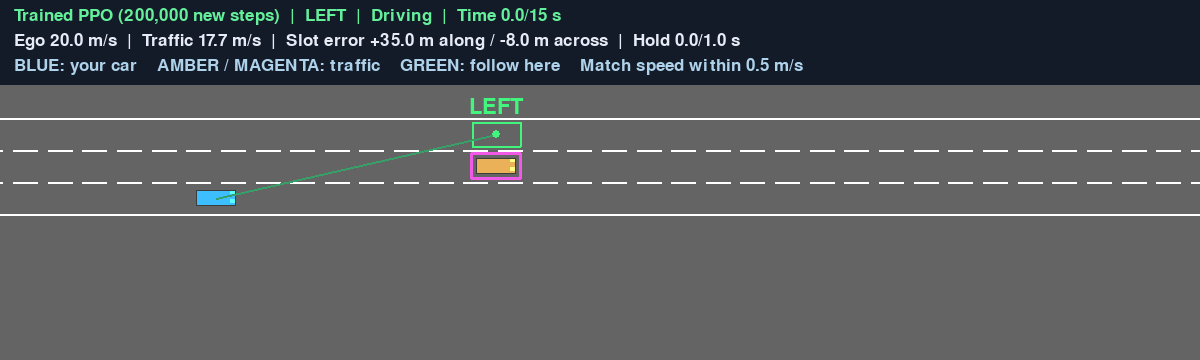 Trained PPO (200,000 new steps) | LEFT | Driving | Time 0.0/15 s
Ego 20.0 m/s | Traffic 17.7 m/s | Slot error +35.0 m along / -8.0 m across | Hold 0.0/1.0 s
BLUE: your car AMBER / MAGENTA: traffic GREEN: follow here Match speed within 0.5 m/s
LEFT